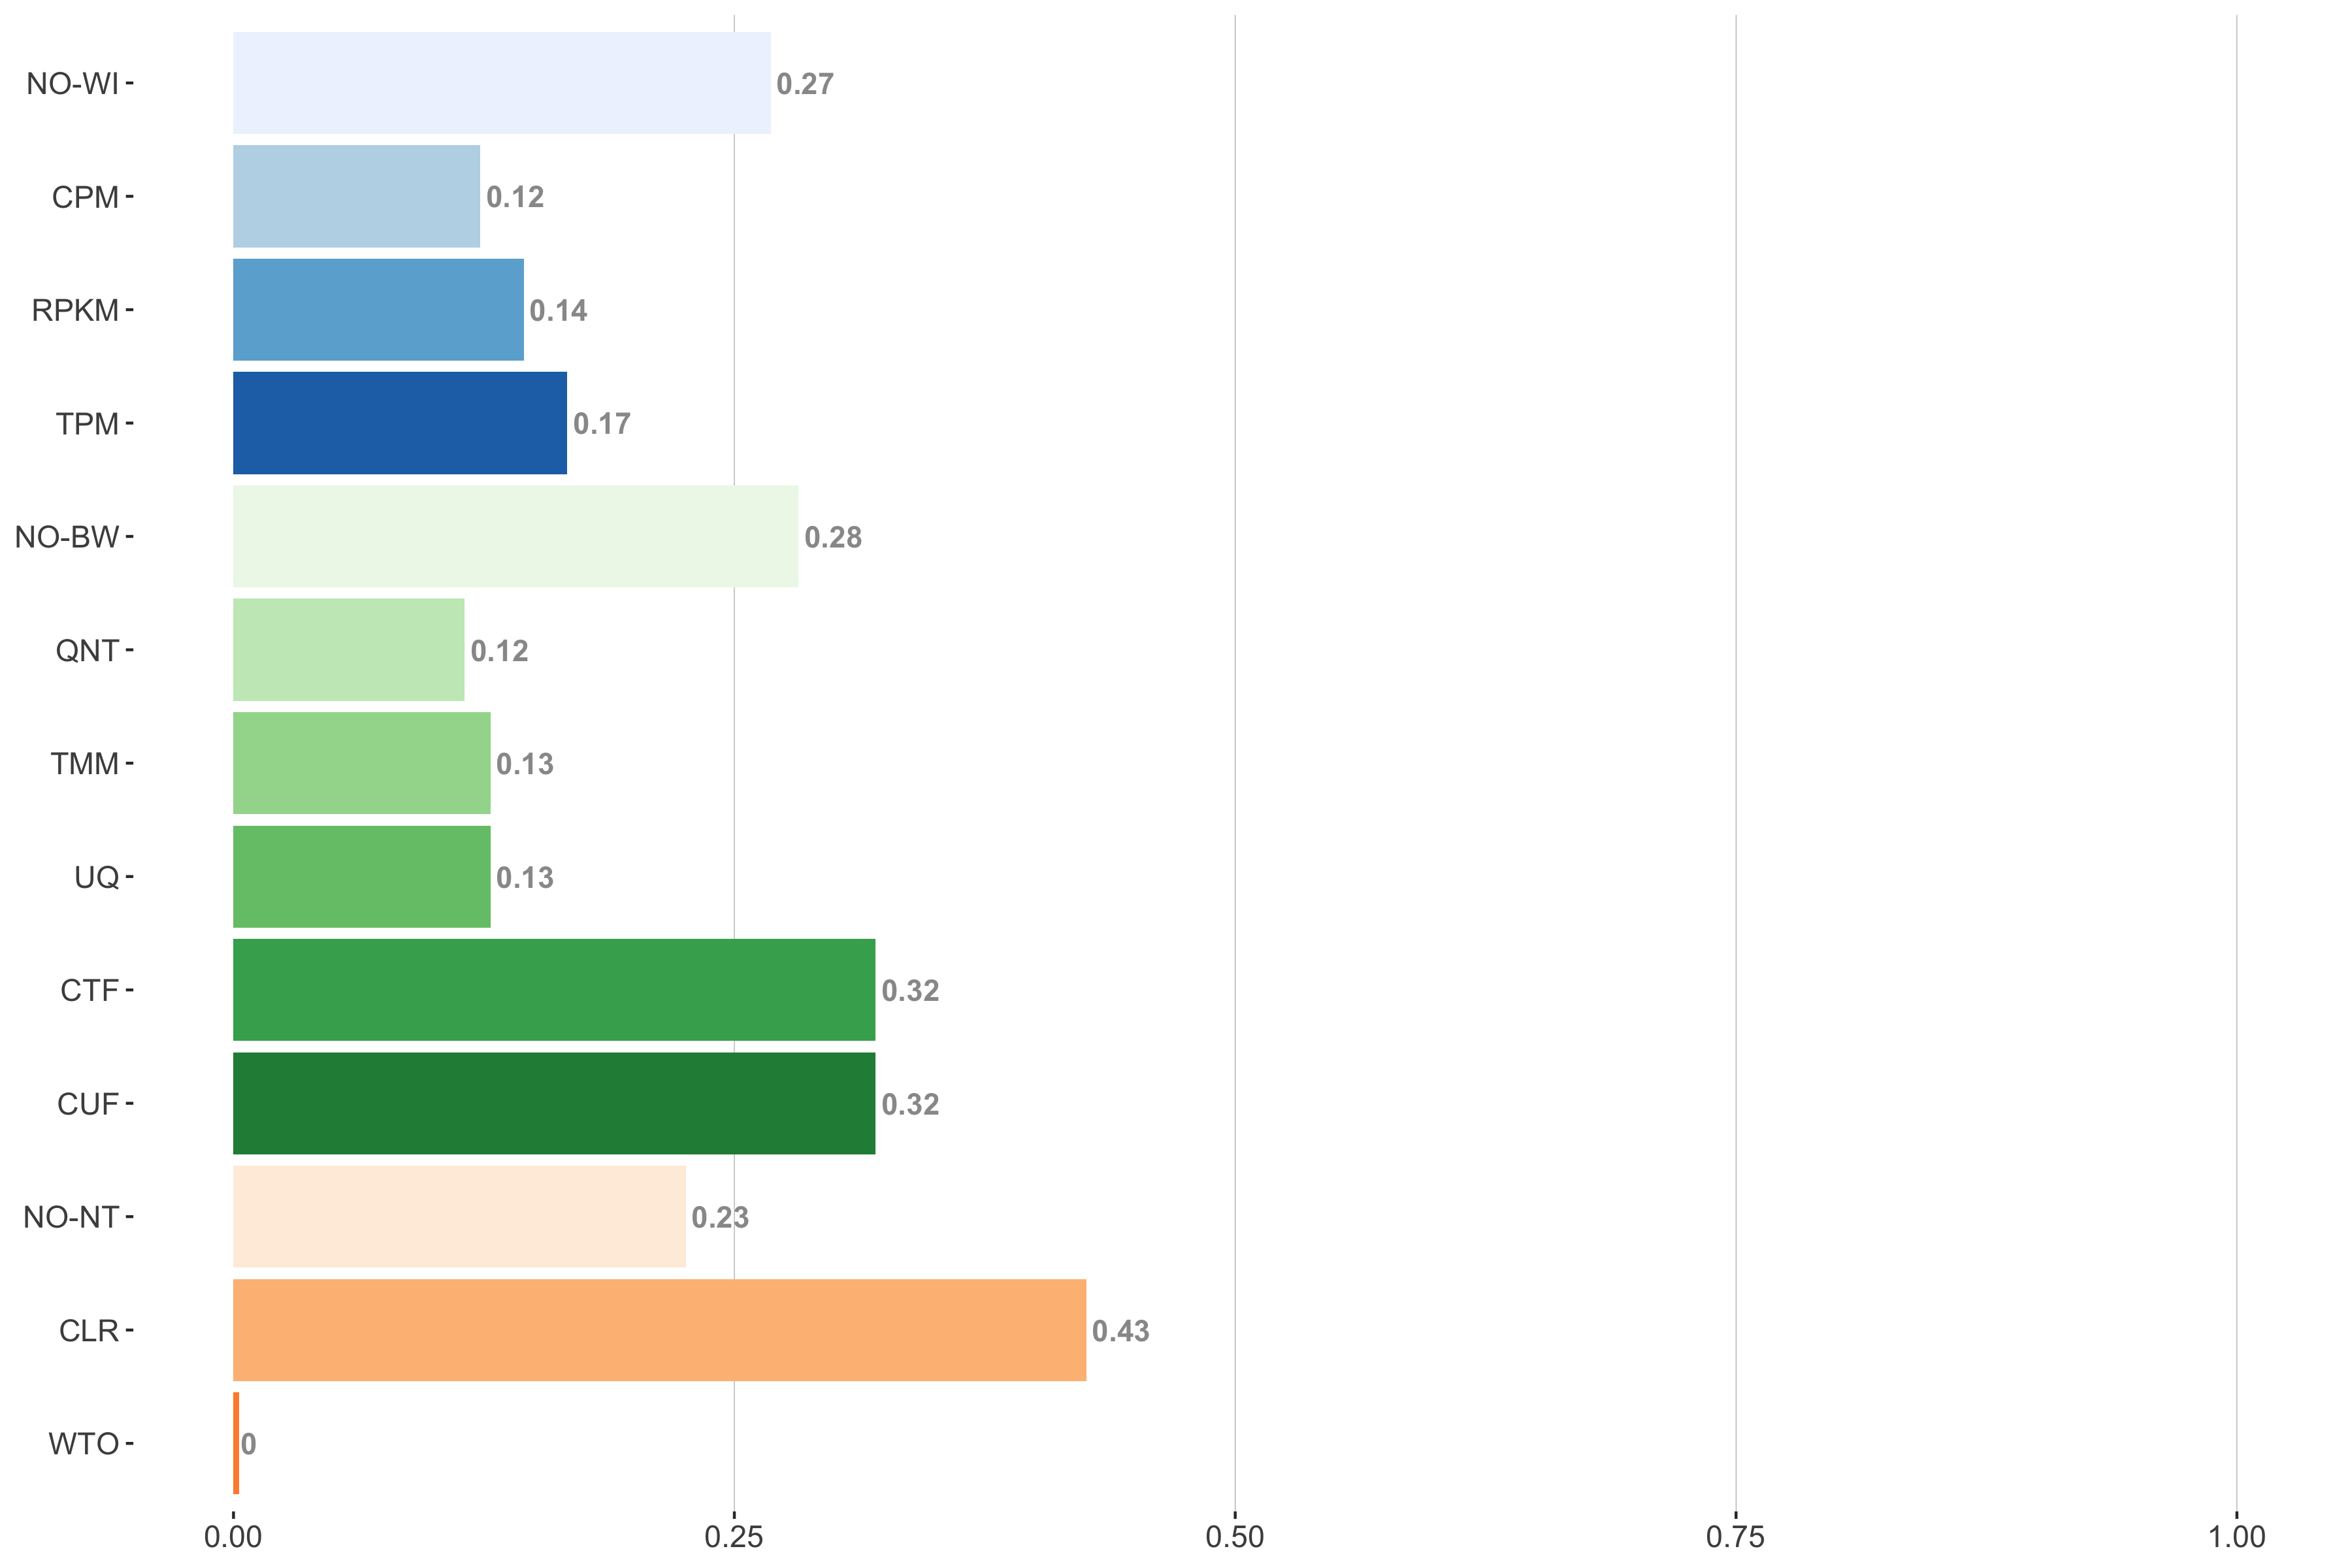 NO-WI 0.27
CPM 0.12
RPKM 0.14
TPM 0.17
NO-BW 0.28
QNT 0.12
TMM 0.13
UQ 0.13
CTF 0.32
CUF 0.32
NO-NT 0.23
CLR 0.43
WTO 0
0.00 0.25 0.50 0.75 1.00